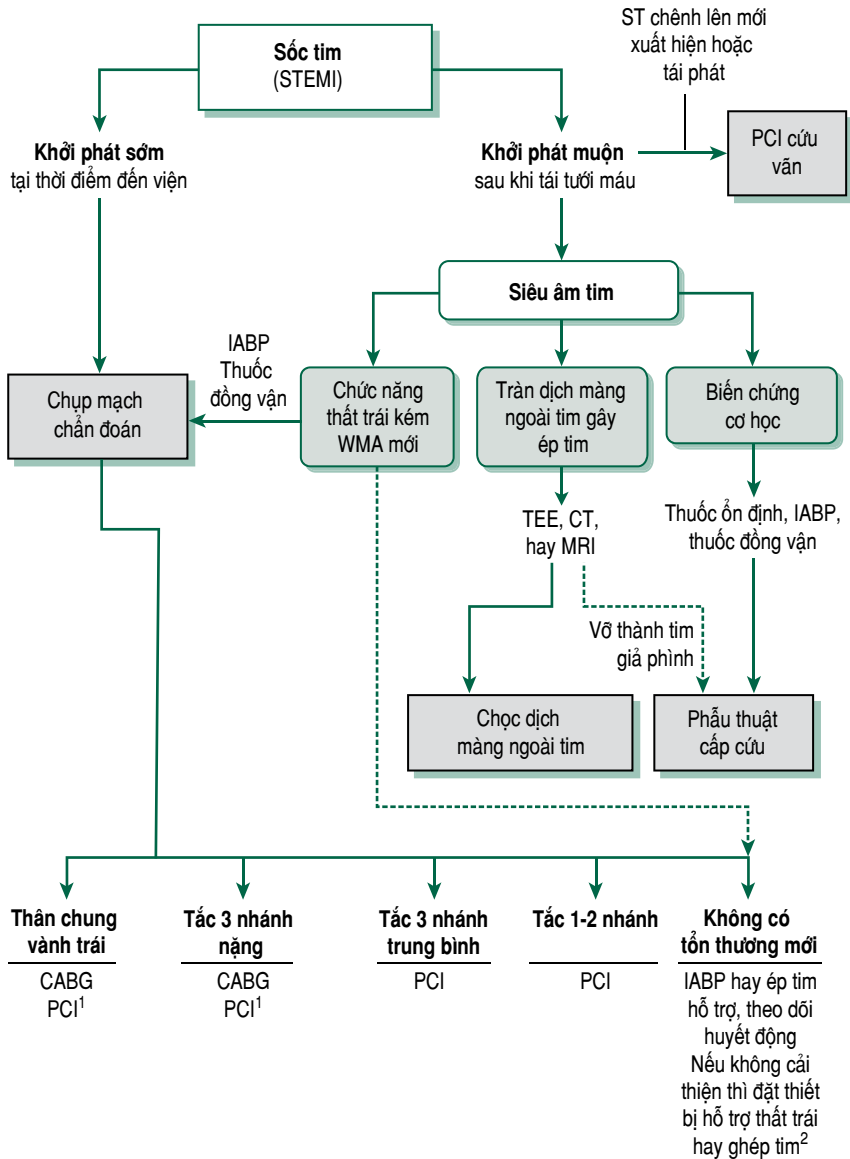 Sốc tim
(STEMI)
ST chênh lên mới
xuất hiện hoặc
tái phát
Khởi phát sớm
tại thời điểm đến viện
Khởi phát muộn
sau khi tái tưới máu
PCI cứu
vãn
Siêu âm tim
IABP
Thuốc
đồng vận
Chụp mạch
chẩn đoán
Chức năng
thất trái kém
WMA mới
Tràn dịch màng
ngoài tim gây
ép tim
Biến chứng
cơ học
TEE, CT,
hay MRI
Thuốc ổn định, IABP,
thuốc đồng vận
Vỡ thành tim
giả phình
Chọc dịch
màng ngoài tim
Phẫu thuật
cấp cứu
Thân chung
vành trái
CABG
PCI¹
Tắc 3 nhánh
nặng
CABG
PCI¹
Tắc 3 nhánh
trung bình
PCI
Tắc 1-2 nhánh
PCI
Không có
tổn thương mới
IABP hay ép tim
hỗ trợ, theo dõi
huyết động
Nếu không cải
thiện thì đặt thiết
bị hỗ trợ thất trái
hay ghép tim²